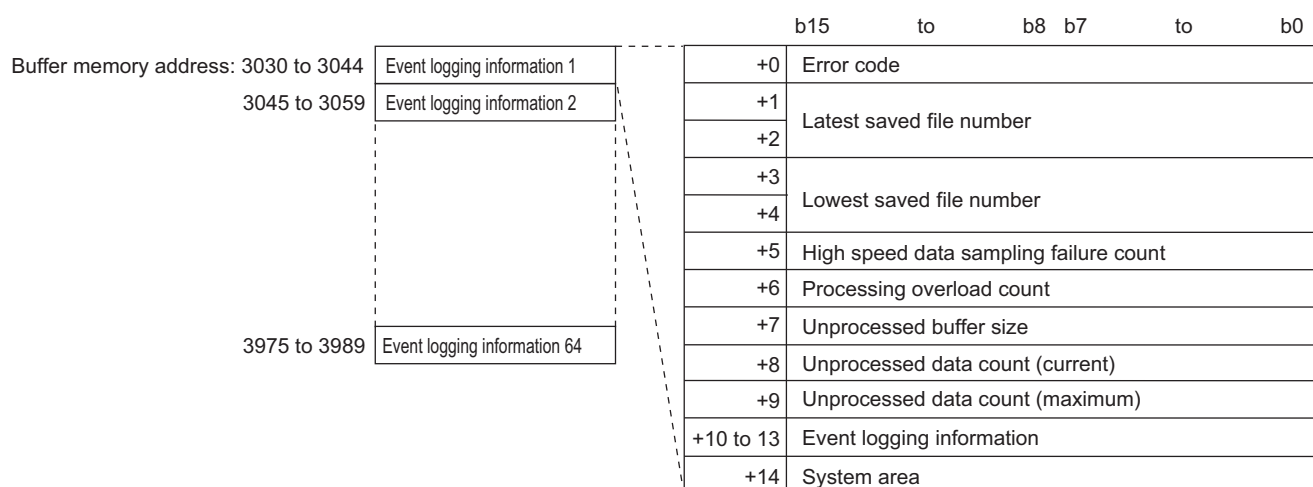 b15 to b8 b7 to b0
Buffer memory address: 3030 to 3044 Event logging information 1
3045 to 3059 Event logging information 2
3975 to 3989 Event logging information 64
+0 Error code
+1
Latest saved file number
+2
+3
Lowest saved file number
+4
+5 High speed data sampling failure count
+6 Processing overload count
+7 Unprocessed buffer size
+8 Unprocessed data count (current)
+9 Unprocessed data count (maximum)
+10 to 13 Event logging information
+14 System area